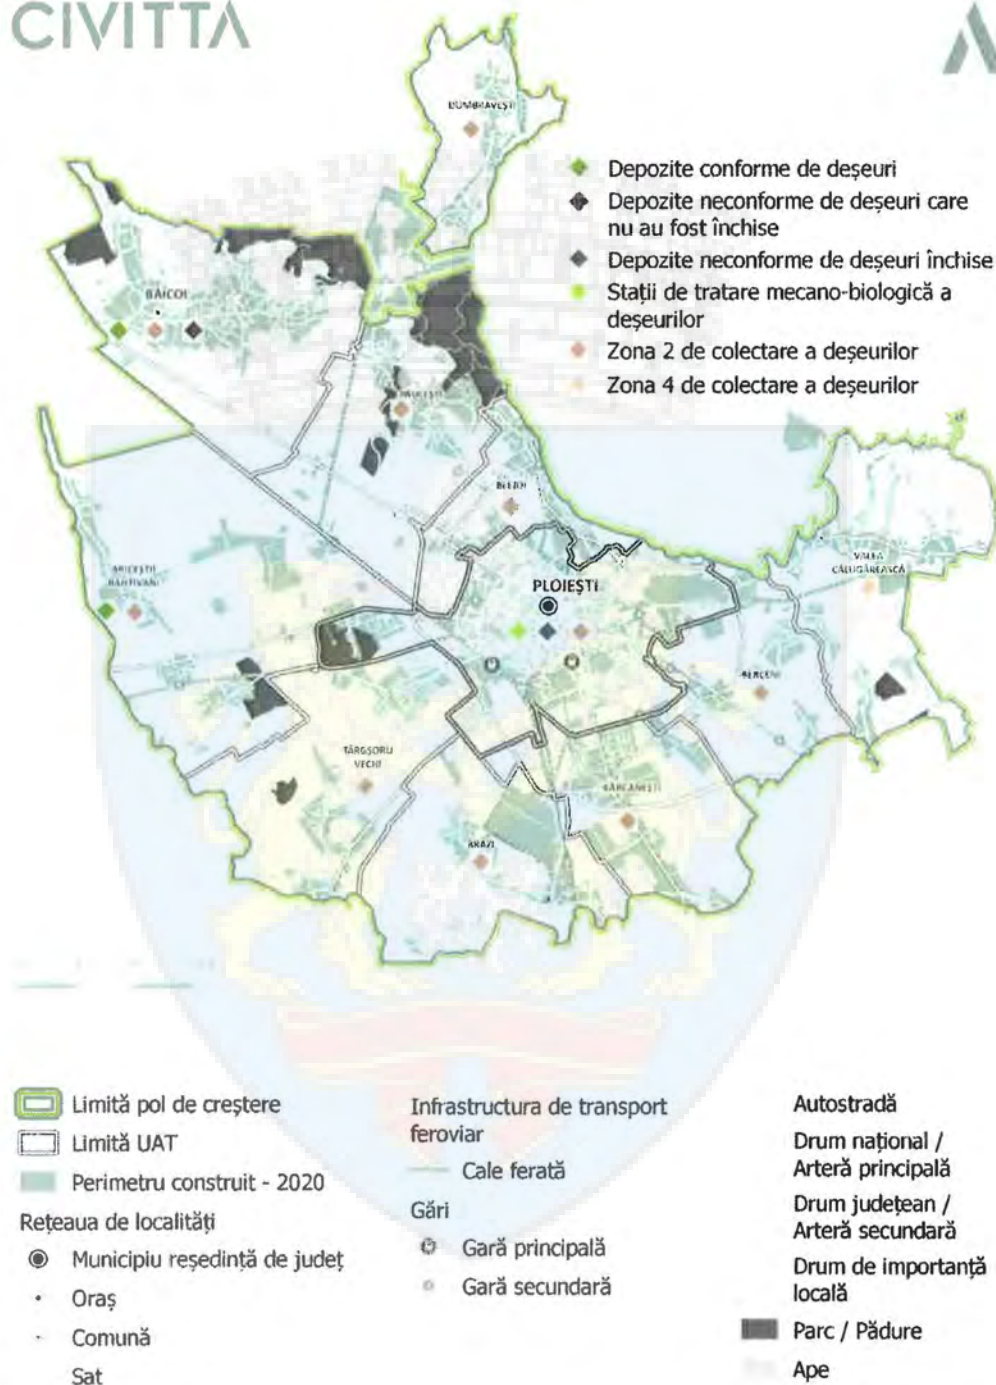 CIVITTA
DUMBRĂVEȘTI
Depozite conforme de deșeuri
Depozite neconforme de deșeuri care
nu au fost închise
Depozite neconforme de deșeuri închise
Stații de tratare mecano-biologică a
deșeurilor
Zona 2 de colectare a deșeurilor
Zona 4 de colectare a deșeurilor
BĂICOI
PĂULEȘTI
BLEJOI
ARICEȘTII
RAHTIVANI
PLOIEȘTI
VALEA
CĂLUGĂREASCĂ
BERCENI
TÂRGȘORU
VECHI
BĂRCĂNEȘTI
BRAZI
Limită pol de creștere
Limită UAT
Perimetru construit - 2020
Rețeaua de localități
Municipiu reședință de județ
Oraș
Comună
Sat
Infrastructura de transport
feroviar
Cale ferată
Gări
Gară principală
Gară secundară
Autostradă
Drum național /
Arteră principală
Drum județean /
Arteră secundară
Drum de importanță
locală
Parc / Pădure
Ape